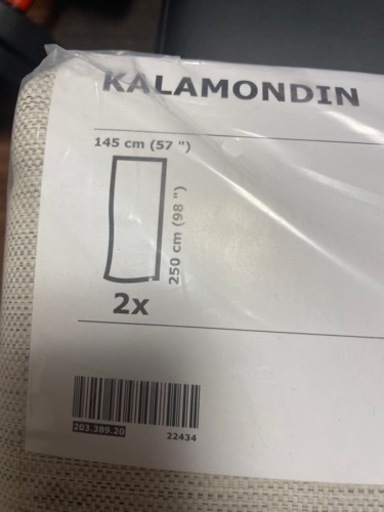 KALAMONDIN
145 cm (57 ")
250 cm (98 ")
2x
203.389.20
22434